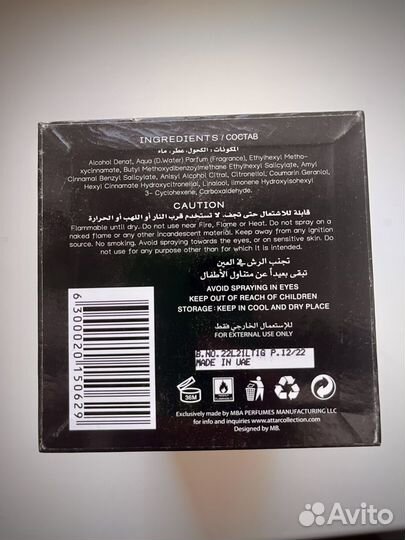 INGREDIENTS / СОСТАВ
المكونات: الكحول، عطر، ماء
Alcohol Denat, Aqua (D.Water) Parfum (Fragrance), Ethylhexyl Metho-
xycinnamate, Butyl Methoxydibenzoylmethane Ethylhexyl Salicylate, Amyl
Cinnamal Benzyl Salicylate, Anisyl Alcohol Citral, Citronellol, Coumarin Geraniol,
Hexyl Cinnamate Hydroxycitronellol, Linalool, limonene Hydroxyisohexyl
3- Cyclohexene, Carboxaldehyde.
CAUTION
قابلة للاشتعال حتى تجف، لا تستخدم قرب النار أو اللهب أو الحرارة
Flammable until dry. Do not use near Fire, Flame or Heat. Do not spray on a
naked flame or any other incandescent material. Keep away from any ignition
source. No smoking. Avoid spraying towards the eyes, or on sensitive skin. Do
not use for any purpose other than for which it is intended.
تجنب الرش في العين
تبقى بعيداً عن متناول الأطفال
AVOID SPRAYING IN EYES
KEEP OUT OF REACH OF CHILDREN
STORAGE: KEEP IN COOL AND DRY PLACE
للإستعمال الخارجي فقط
FOR EXTERNAL USE ONLY
B.NO.22L2|LTIG P.12/22
MADE IN UAE
6300020150629
36M
Exclusively made by MBA PERFUMES MANUFACTURING LLC
for info and inquiries www.attarcollection.com
Designed by MB.
Avito